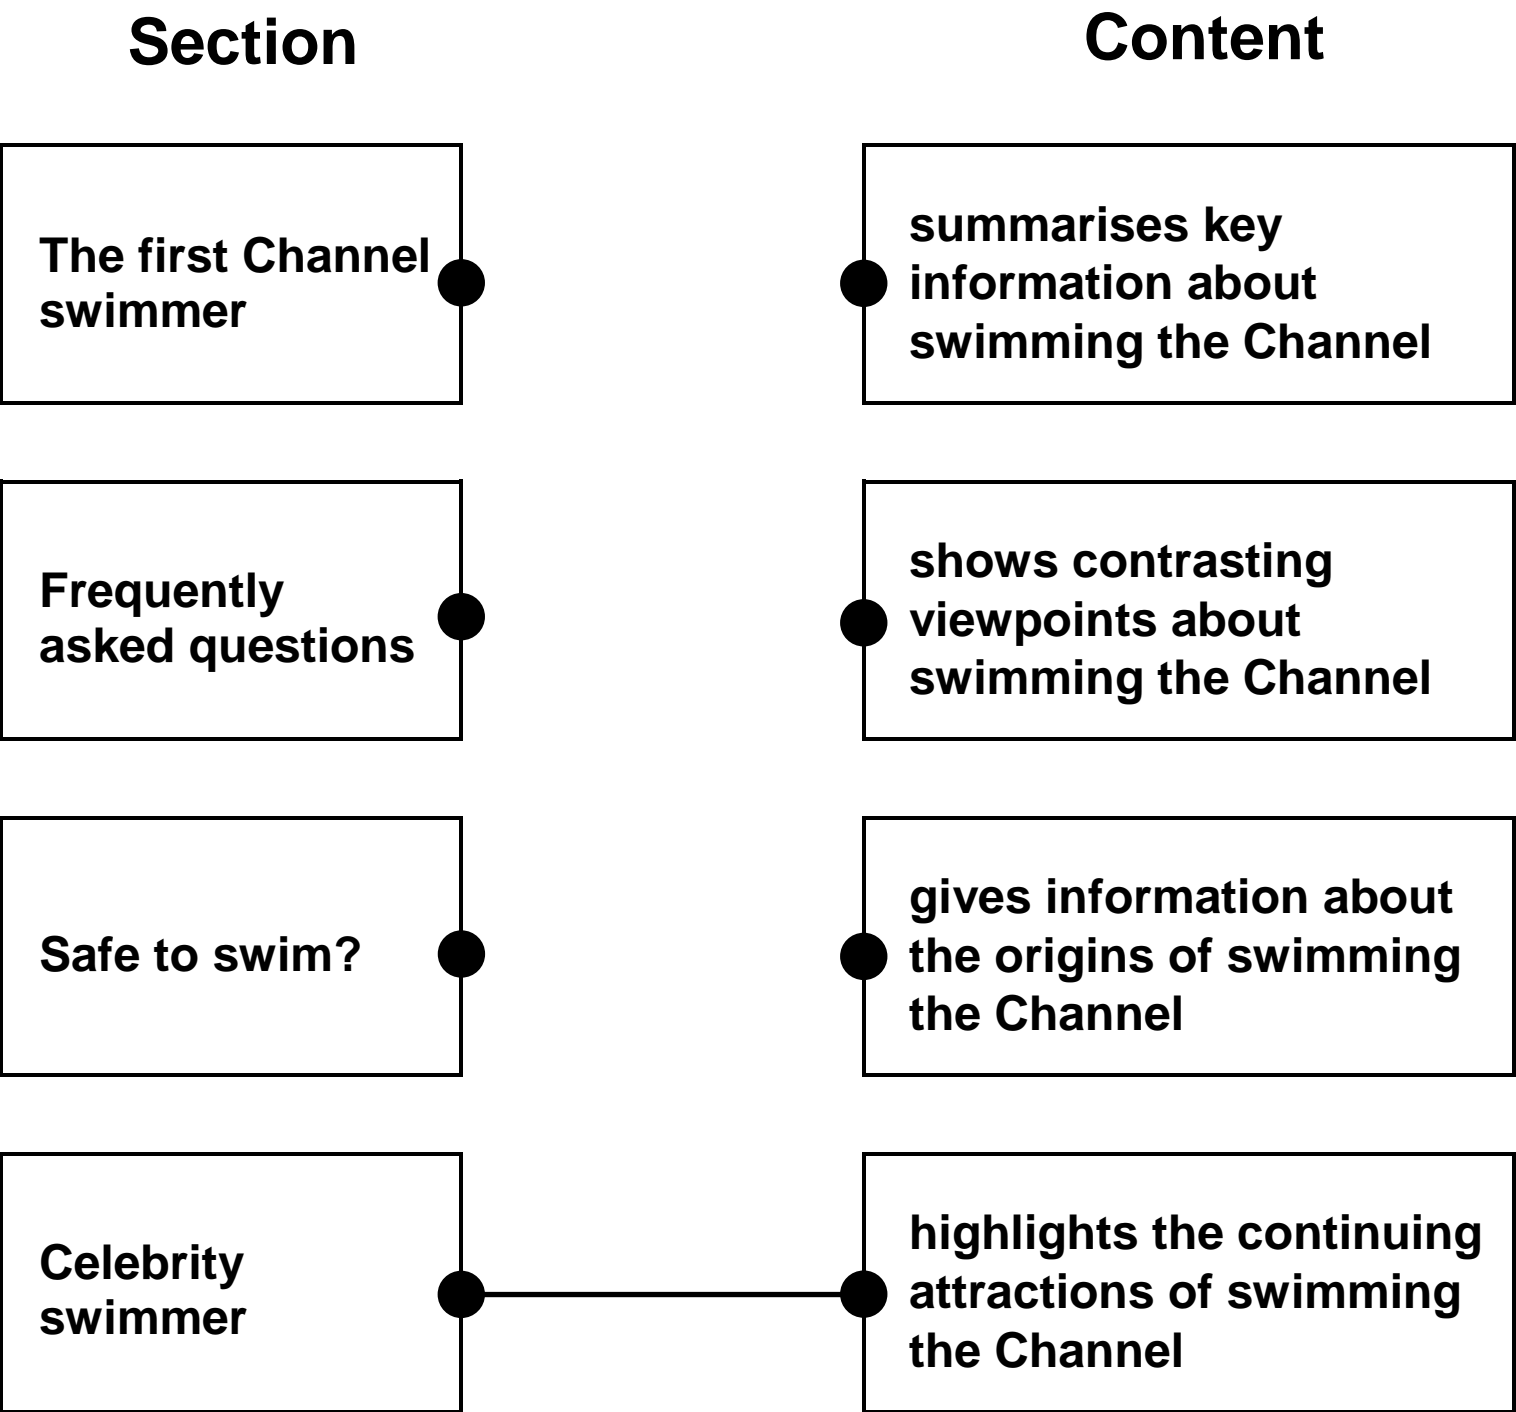 Section
Content
The first Channel
swimmer
summarises key
information about
swimming the Channel
Frequently
asked questions
shows contrasting
viewpoints about
swimming the Channel
Safe to swim?
gives information about
the origins of swimming
the Channel
Celebrity
swimmer
highlights the continuing
attractions of swimming
the Channel